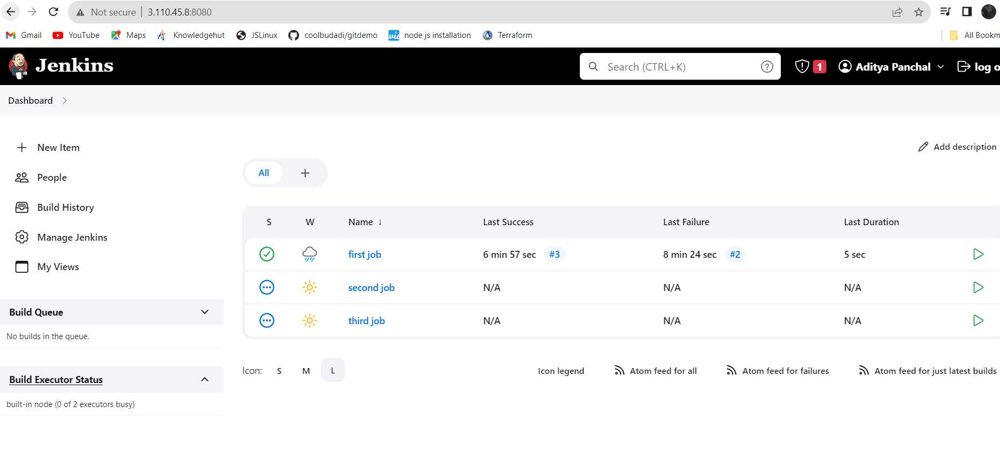 Not secure | 3.110.45.8:8080
Gmail YouTube Maps Knowledgehut JSLinux coolbudadi/gitdemo node js installation Terraform All Bookm
Jenkins Search (CTRL+K) ? 1 Aditya Panchal log o
Dashboard
New Item
People
Build History
Manage Jenkins
My Views
Build Queue
No builds in the queue.
Build Executor Status
built-in node (0 of 2 executors busy)
Add description
All +
S W Name ↓ Last Success Last Failure Last Duration
first job 6 min 57 sec #3 8 min 24 sec #2 5 sec
second job N/A N/A N/A
third job N/A N/A N/A
Icon: S M L Icon legend Atom feed for all Atom feed for failures Atom feed for just latest builds